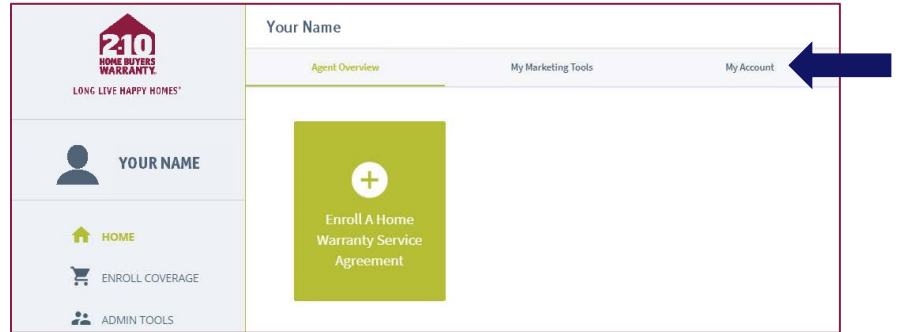 2-10
HOME BUYERS
WARRANTY.
LONG LIVE HAPPY HOMES®
YOUR NAME
HOME
ENROLL COVERAGE
ADMIN TOOLS
Your Name
Agent Overview
My Marketing Tools
My Account
Enroll A Home
Warranty Service
Agreement